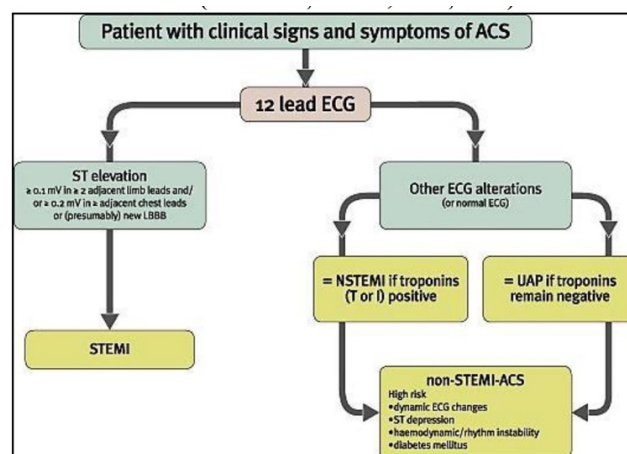 Patient with clinical signs and symptoms of ACS
12 lead ECG
ST elevation
≥ 0.1 mV in ≥ 2 adjacent limb leads and/
or ≥ 0.2 mV in ≥ adjacent chest leads
or (presumably) new LBBB
Other ECG alterations
(or normal ECG)
= NSTEMI if troponins
(T or I) positive
= UAP if troponins
remain negative
STEMI
non-STEMI-ACS
High risk
•dynamic ECG changes
•ST depression
•haemodynamic/rhythm instability
•diabetes mellitus